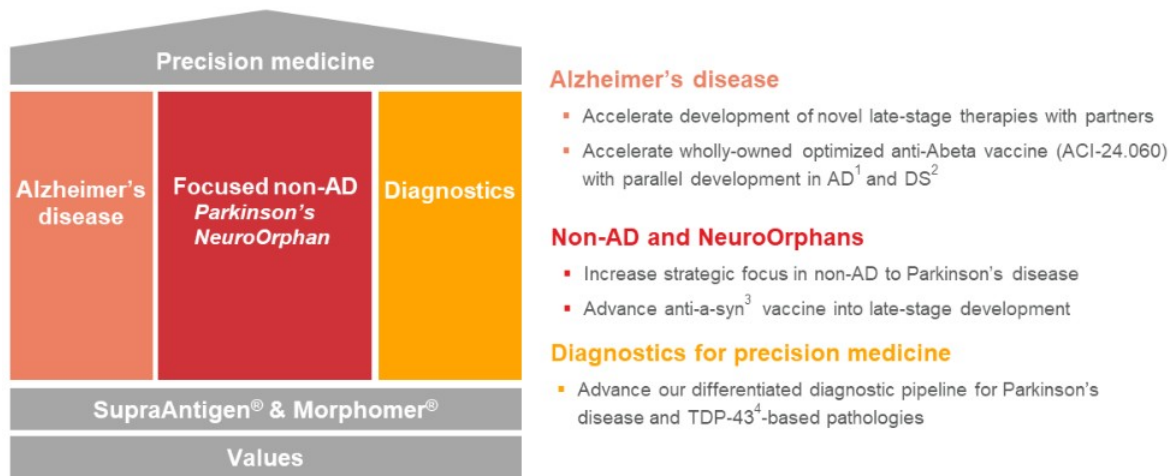 Precision medicine
Alzheimer's
disease
Focused non-AD
Parkinson's
NeuroOrphan
Diagnostics
SupraAntigen® & Morphomer®
Values
Alzheimer's disease
▪ Accelerate development of novel late-stage therapies with partners
▪ Accelerate wholly-owned optimized anti-Abeta vaccine (ACI-24.060)
with parallel development in AD¹ and DS²
Non-AD and NeuroOrphans
▪ Increase strategic focus in non-AD to Parkinson's disease
▪ Advance anti-a-syn³ vaccine into late-stage development
Diagnostics for precision medicine
▪ Advance our differentiated diagnostic pipeline for Parkinson's
disease and TDP-43⁴-based pathologies